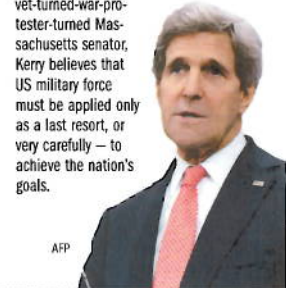 vet-turned-war-pro-
tester-turned Mas-
sachusetts senator,
Kerry believes that
US military force
must be applied only
as a last resort, or
very carefully — to
achieve the nation's
goals.
AFP